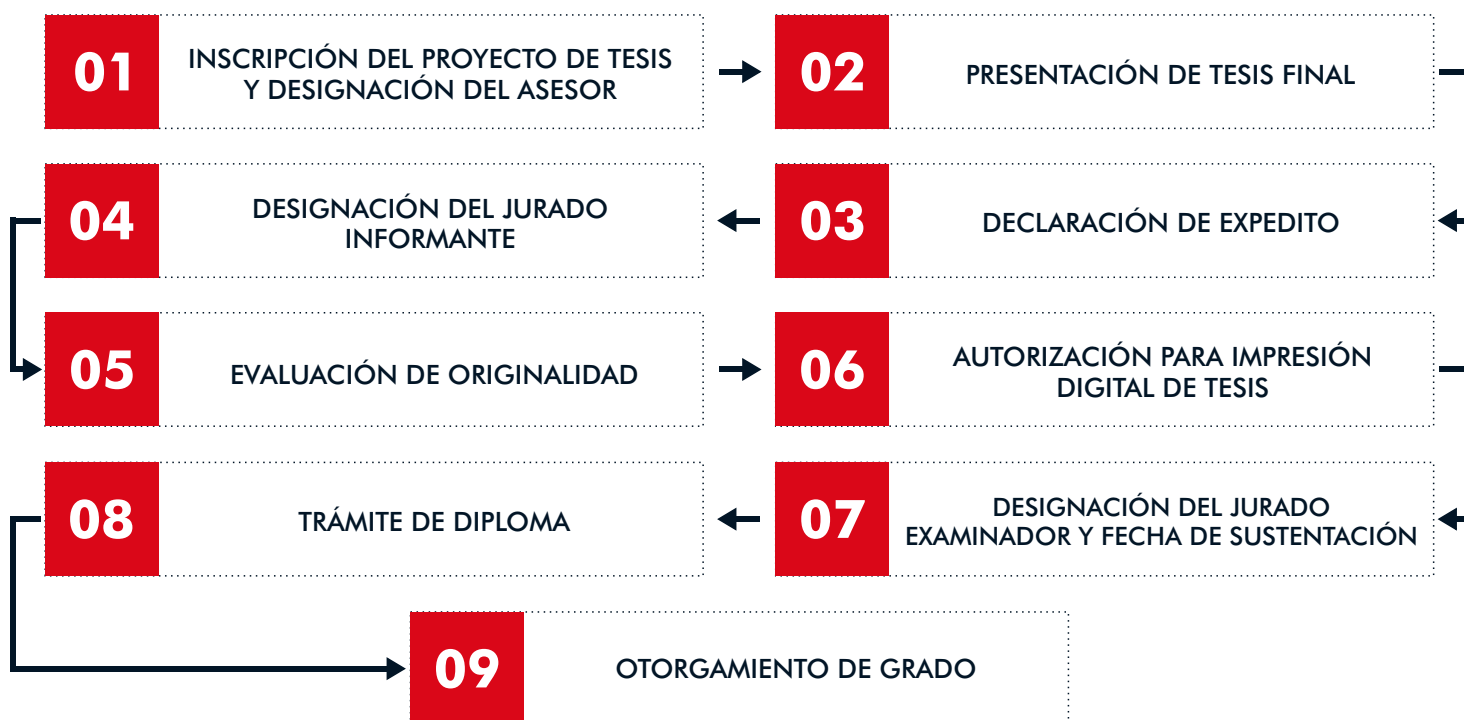 01
INSCRIPCIÓN DEL PROYECTO DE TESIS
Y DESIGNACIÓN DEL ASESOR
02
PRESENTACIÓN DE TESIS FINAL
03
DECLARACIÓN DE EXPEDITO
04
DESIGNACIÓN DEL JURADO
INFORMANTE
05
EVALUACIÓN DE ORIGINALIDAD
06
AUTORIZACIÓN PARA IMPRESIÓN
DIGITAL DE TESIS
07
DESIGNACIÓN DEL JURADO
EXAMINADOR Y FECHA DE SUSTENTACIÓN
08
TRÁMITE DE DIPLOMA
09
OTORGAMIENTO DE GRADO